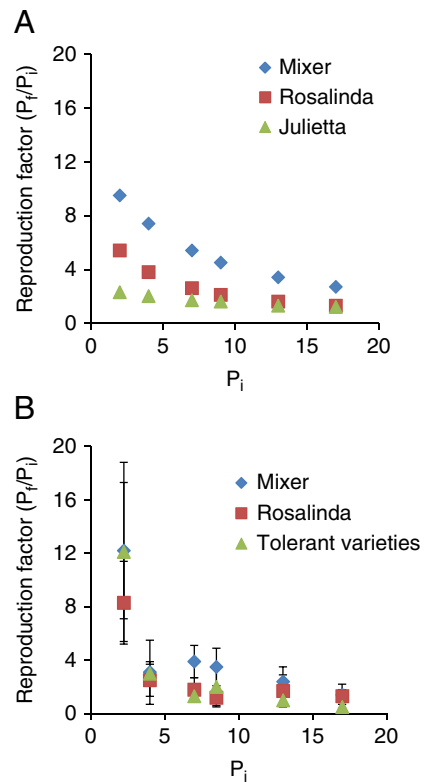 A
Reproduction factor (Pf/Pi)
20
16
12
8
4
0
Mixer
Rosalinda
Julietta
0 5 10 15 20
Pi
B
Reproduction factor (Pf/Pi)
20
16
12
8
4
0
Mixer
Rosalinda
Tolerant varieties
0 5 10 15 20
Pi